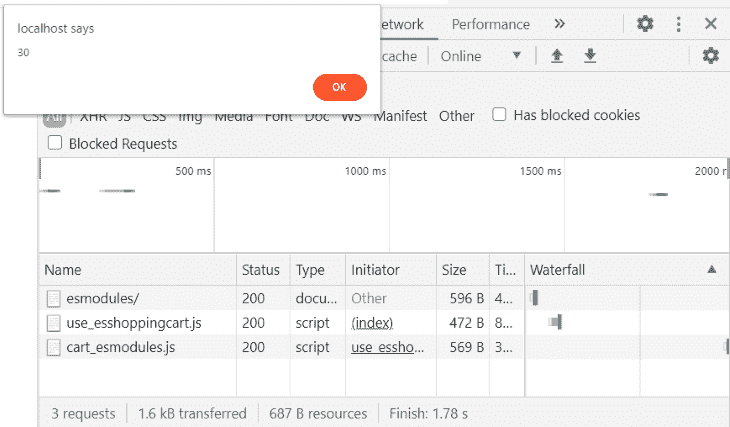 localhost says
30
OK
etwork Performance »
cache Online
All XHR JS CSS Img Media Font Doc WS Manifest Other Has blocked cookies
Blocked Requests
500 ms 1000 ms 1500 ms 2000 r
Name Status Type Initiator Size Ti... Waterfall
esmodules/ 200 docu... Other 596 B 4...
use_esshoppingcart.js 200 script (index) 472 B 8...
cart_esmodules.js 200 script use_essho... 569 B 3...
3 requests 1.6 kB transferred 687 B resources Finish: 1.78 s